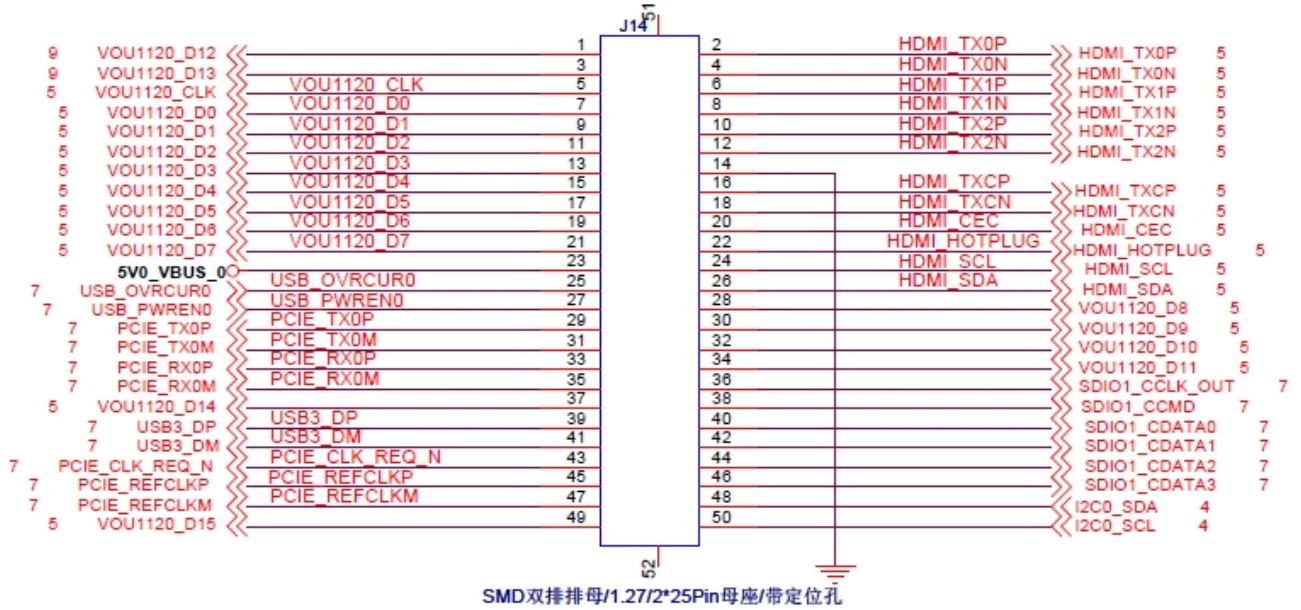 51
J14
9 VOU1120_D12 1 2 HDMI_TX0P HDMI_TX0P 5
9 VOU1120_D13 3 4 HDMI_TX0N HDMI_TX0N 5
5 VOU1120_CLK VOU1120_CLK 5 6 HDMI_TX1P HDMI_TX1P 5
5 VOU1120_D0 VOU1120_D0 7 8 HDMI_TX1N HDMI_TX1N 5
5 VOU1120_D1 VOU1120_D1 9 10 HDMI_TX2P HDMI_TX2P 5
5 VOU1120_D2 VOU1120_D2 11 12 HDMI_TX2N HDMI_TX2N 5
5 VOU1120_D3 VOU1120_D3 13 14
5 VOU1120_D4 VOU1120_D4 15 16 HDMI_TXCP HDMI_TXCP 5
5 VOU1120_D5 VOU1120_D5 17 18 HDMI_TXCN HDMI_TXCN 5
5 VOU1120_D6 VOU1120_D6 19 20 HDMI_CEC HDMI_CEC 5
5 VOU1120_D7 VOU1120_D7 21 22 HDMI_HOTPLUG HDMI_HOTPLUG 5
5V0_VBUS_0 23 24 HDMI_SCL HDMI_SCL 5
7 USB_OVRCUR0 USB_OVRCUR0 25 26 HDMI_SDA HDMI_SDA 5
7 USB_PWREN0 USB_PWREN0 27 28 VOU1120_D8 5
7 PCIE_TX0P PCIE_TX0P 29 30 VOU1120_D9 5
7 PCIE_TX0M PCIE_TX0M 31 32 VOU1120_D10 5
7 PCIE_RX0P PCIE_RX0P 33 34 VOU1120_D11 5
7 PCIE_RX0M PCIE_RX0M 35 36 SDIO1_CCLK_OUT 7
5 VOU1120_D14 37 38 SDIO1_CCMD 7
7 USB3_DP USB3_DP 39 40 SDIO1_CDATA0 7
7 USB3_DM USB3_DM 41 42 SDIO1_CDATA1 7
7 PCIE_CLK_REQ_N PCIE_CLK_REQ_N 43 44 SDIO1_CDATA2 7
7 PCIE_REFCLKP PCIE_REFCLKP 45 46 SDIO1_CDATA3 7
7 PCIE_REFCLKM PCIE_REFCLKM 47 48 I2C0_SDA 4
5 VOU1120_D15 49 50 I2C0_SCL 4
52
SMD双排排母/1.27/2*25Pin母座/带定位孔